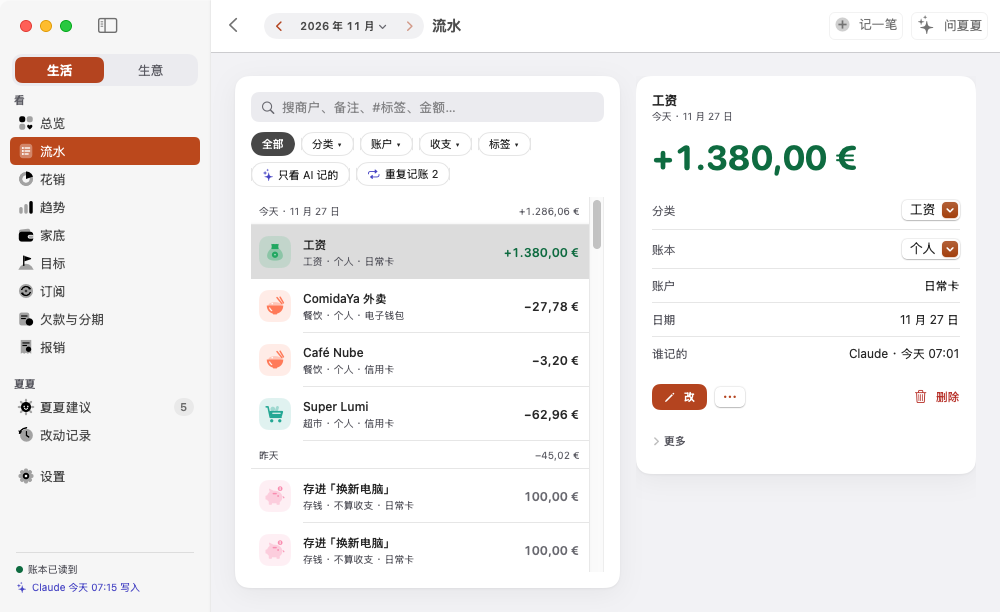 生活
生意
看
总览
流水
花销
趋势
家底
目标
订阅
欠款与分期
报销
夏夏
夏夏建议
5
改动记录
设置
账本已读到
Claude 今天 07:15 写入
2026 年 11 月
流水
记一笔
问夏夏
搜商户、备注、#标签、金额…
全部
分类
账户
收支
标签
只看 AI 记的
重复记账 2
今天 · 11 月 27 日
+1.286,06 €
工资
工资 · 个人 · 日常卡
+1.380,00 €
ComidaYa 外卖
餐饮 · 个人 · 电子钱包
−27,78 €
Café Nube
餐饮 · 个人 · 信用卡
−3,20 €
Super Lumi
超市 · 个人 · 信用卡
−62,96 €
昨天
−45,02 €
存进「换新电脑」
存钱 · 不算收支 · 日常卡
100,00 €
存进「换新电脑」
存钱 · 不算收支 · 日常卡
100,00 €
工资
今天 · 11 月 27 日
+1.380,00 €
分类
工资
账本
个人
账户
日常卡
日期
11 月 27 日
谁记的
Claude · 今天 07:01
改
删除
更多